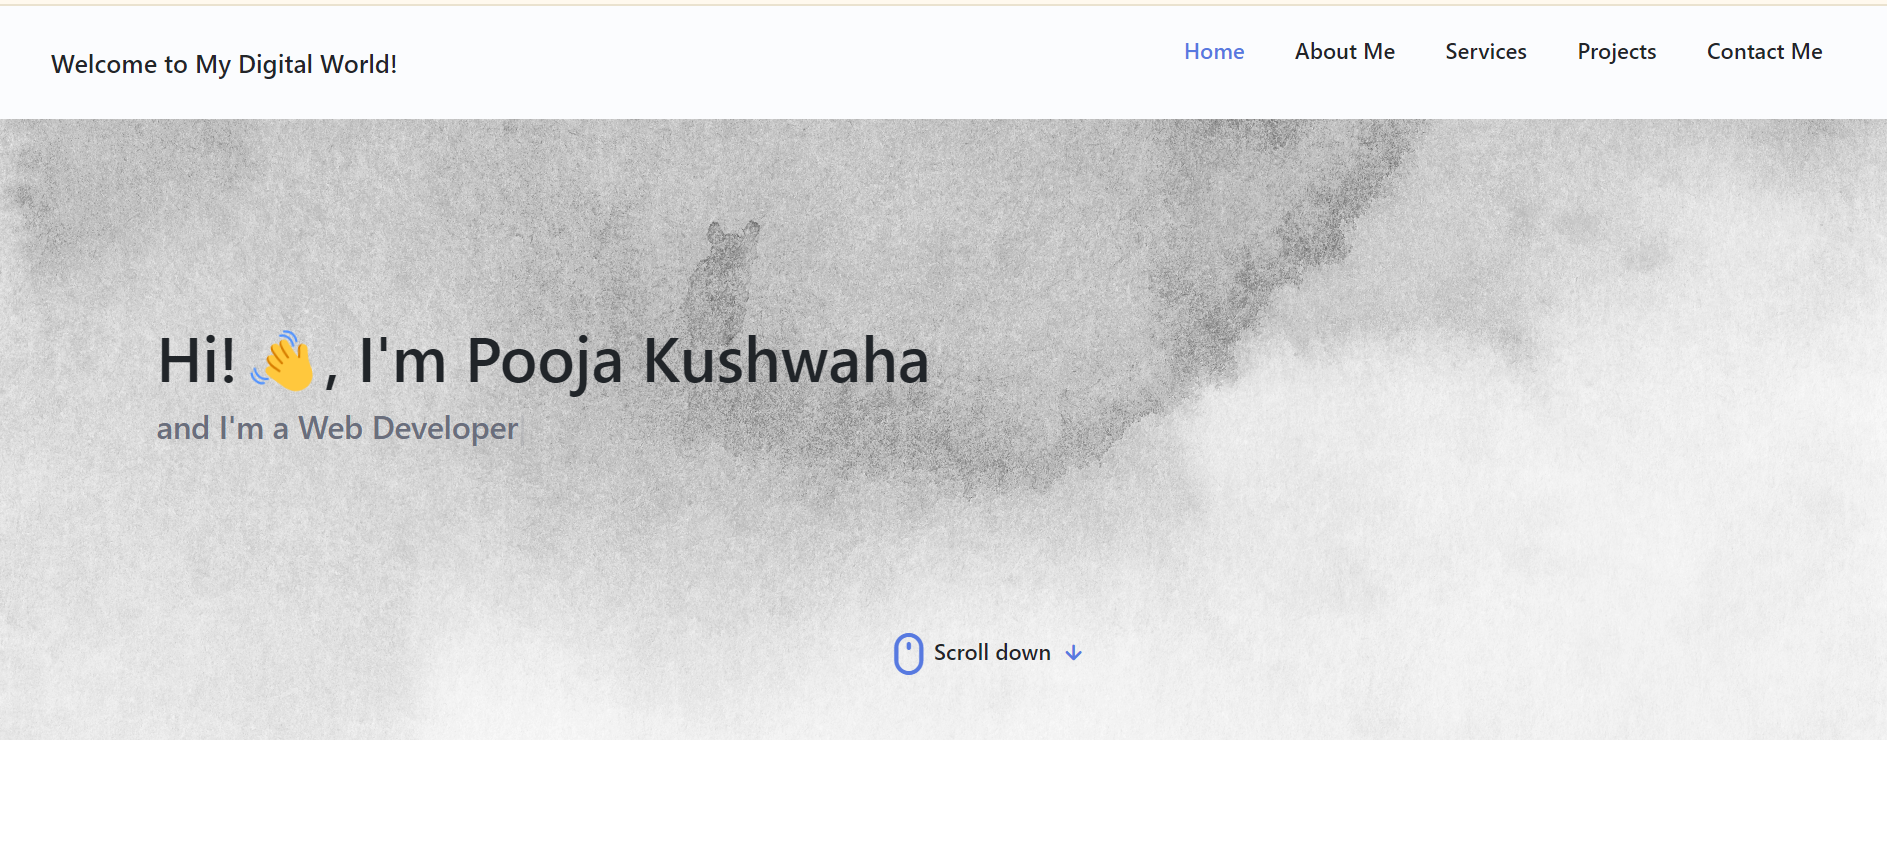 Welcome to My Digital World!
Home About Me Services Projects Contact Me
Hi! 👋, I'm Pooja Kushwaha
and I'm a Web Developer
Scroll down